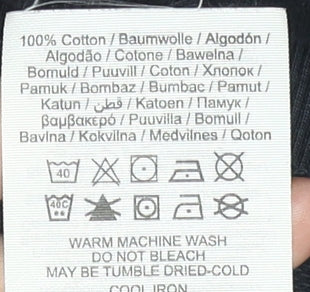 100% Cotton / Baumwolle / Algodón /
Algodão / Cotone / Bawełna /
Bomuld / Puuvill / Coton / Хлопок /
Pamuk / Bombaz / Bumbac / Pamut /
Katun / قطن / Katoen / Памук /
βαμβακερό / Puuvilla / Bomull /
Bavlna / Kokvilna / Medvilnes / Qoton
40
40C
WARM MACHINE WASH
DO NOT BLEACH
MAY BE TUMBLE DRIED-COLD
COOL IRON